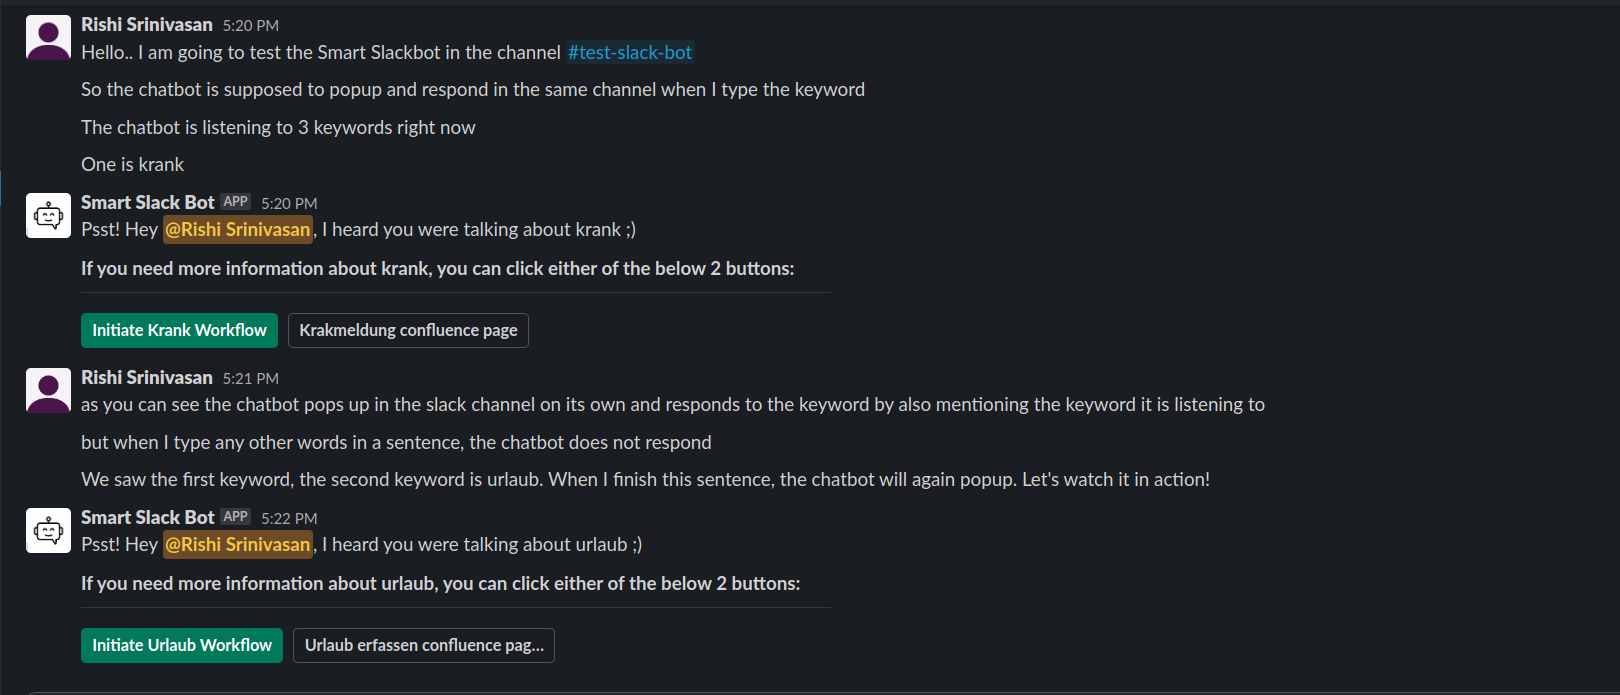 Rishi Srinivasan 5:20 PM
Hello.. I am going to test the Smart Slackbot in the channel #test-slack-bot
So the chatbot is supposed to popup and respond in the same channel when I type the keyword
The chatbot is listening to 3 keywords right now
One is krank
Smart Slack Bot APP 5:20 PM
Psst! Hey @Rishi Srinivasan, I heard you were talking about krank ;)
If you need more information about krank, you can click either of the below 2 buttons:
Initiate Krank Workflow Krakmeldung confluence page
Rishi Srinivasan 5:21 PM
as you can see the chatbot pops up in the slack channel on its own and responds to the keyword by also mentioning the keyword it is listening to
but when I type any other words in a sentence, the chatbot does not respond
We saw the first keyword, the second keyword is urlaub. When I finish this sentence, the chatbot will again popup. Let's watch it in action!
Smart Slack Bot APP 5:22 PM
Psst! Hey @Rishi Srinivasan, I heard you were talking about urlaub ;)
If you need more information about urlaub, you can click either of the below 2 buttons:
Initiate Urlaub Workflow Urlaub erfassen confluence pag...